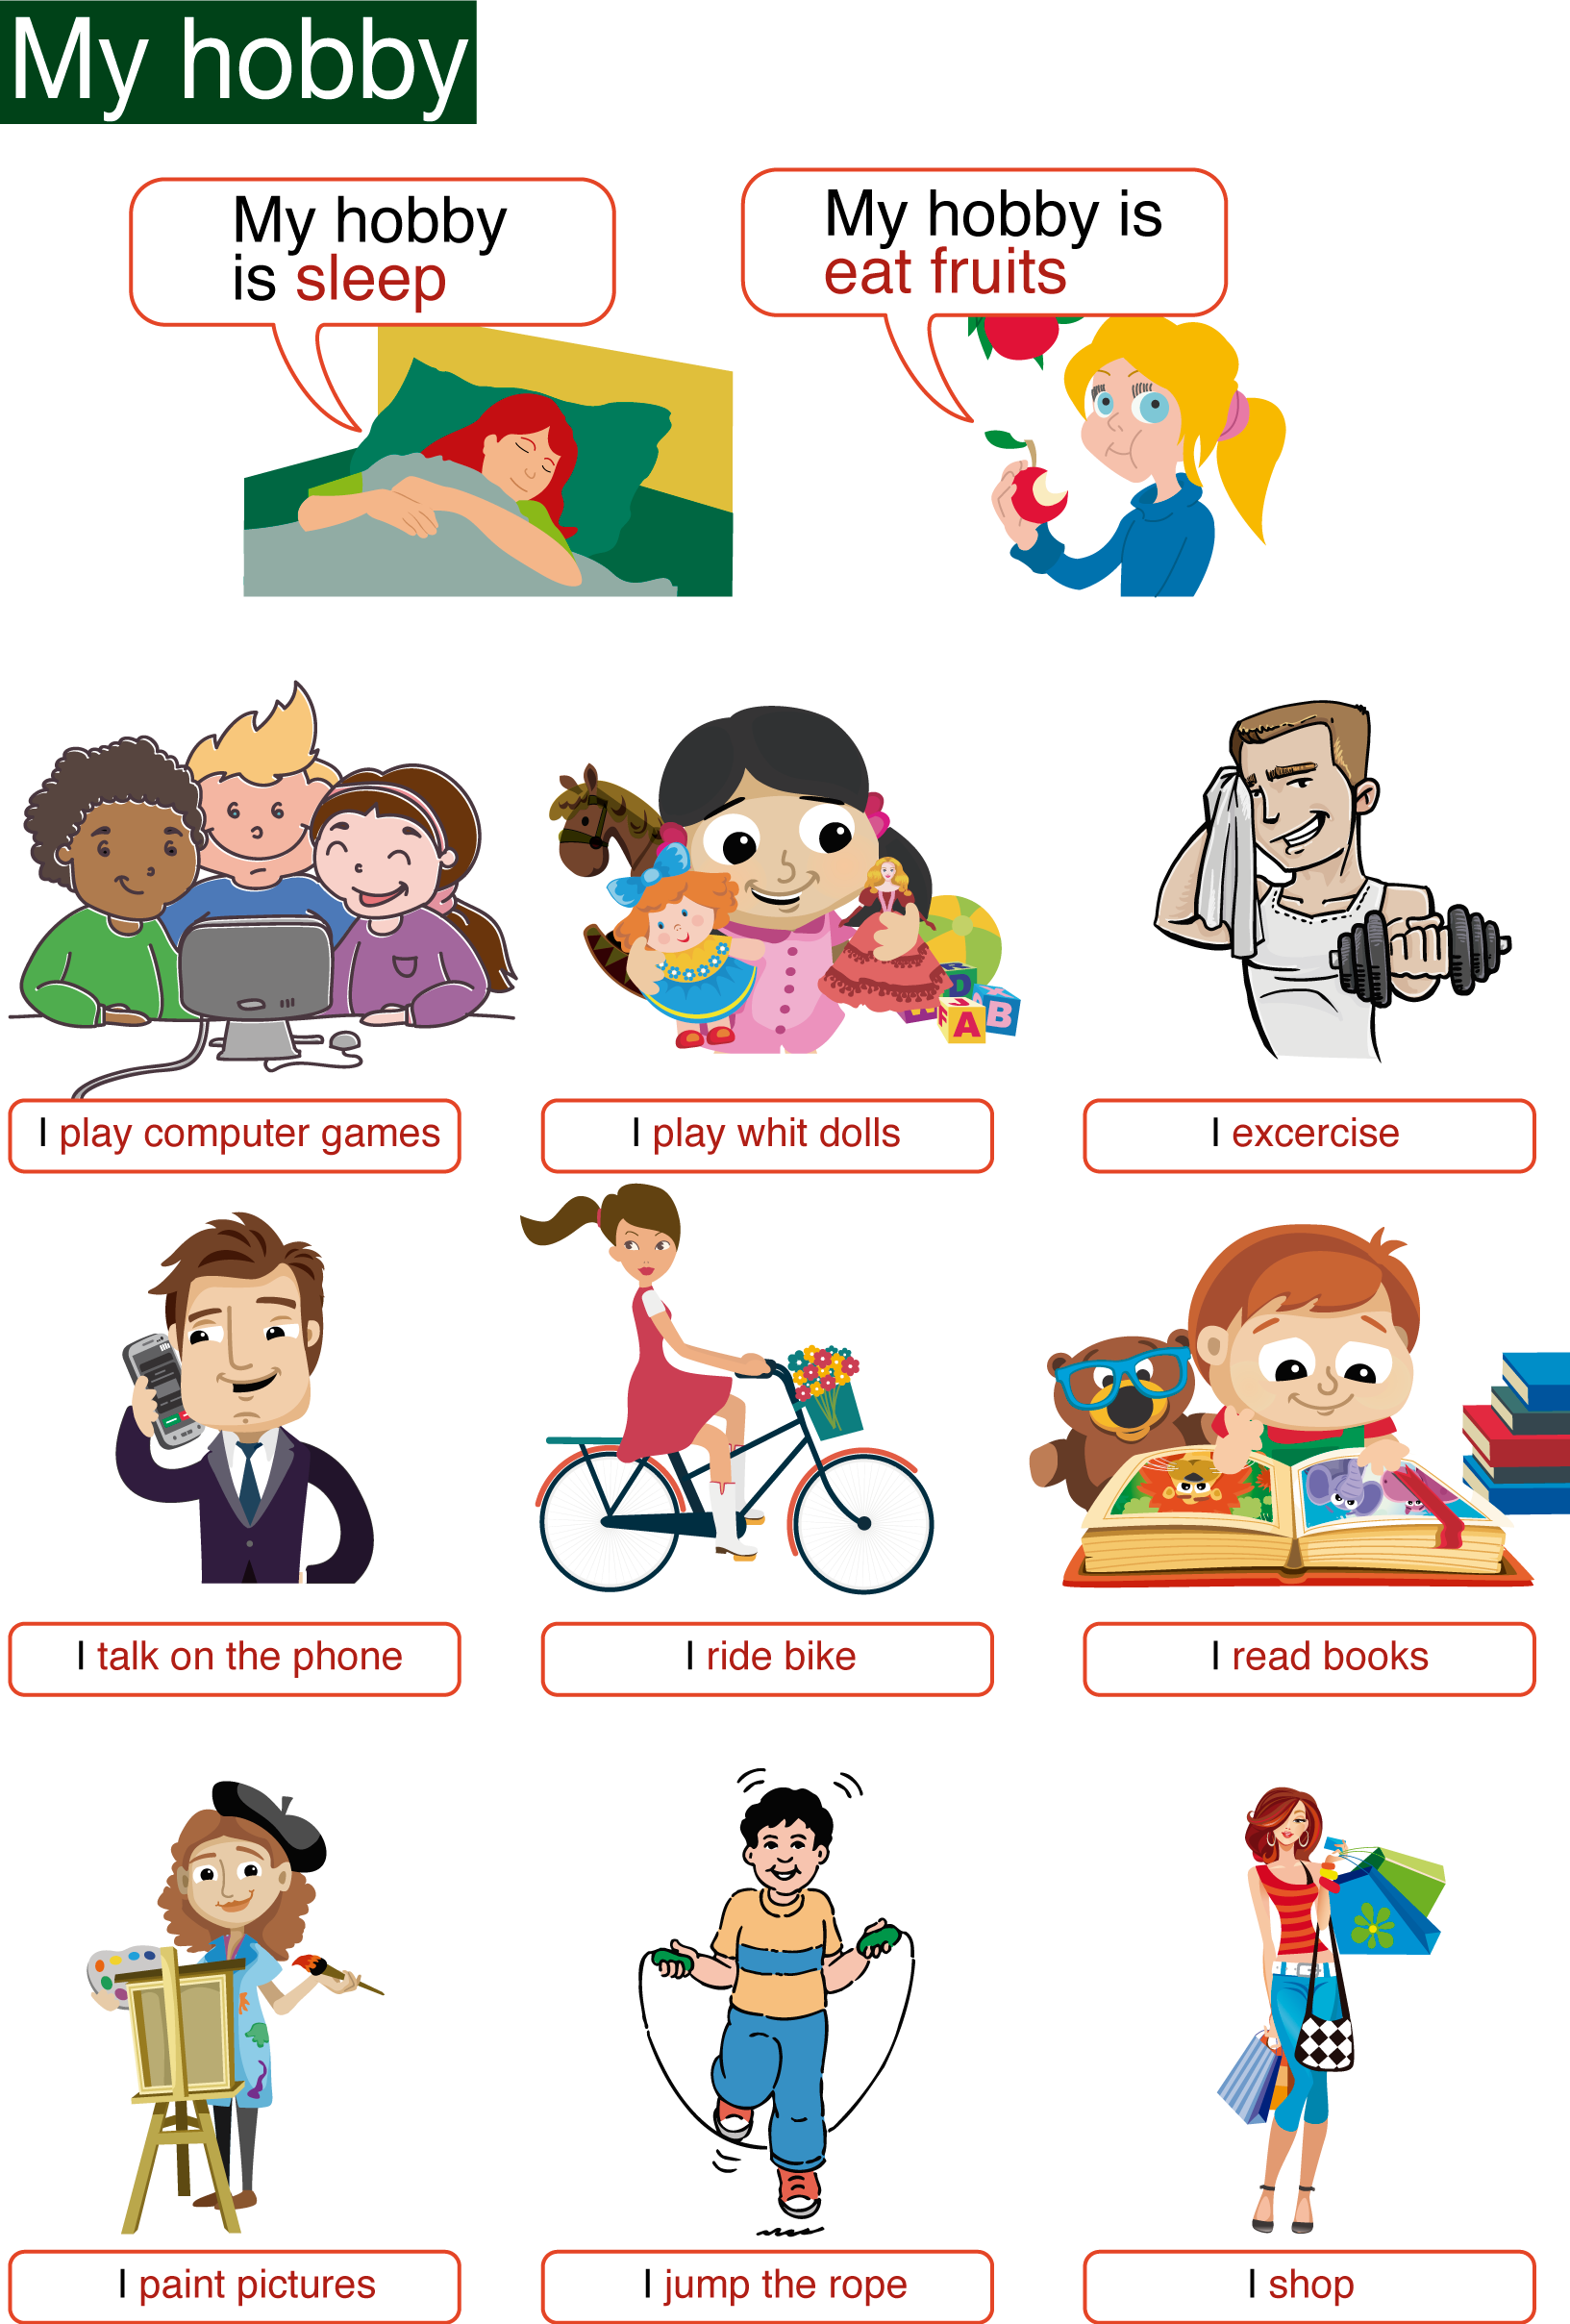 My hobby
My hobby
is sleep
My hobby is
eat fruits
D
A
B
I play computer games
I play whit dolls
I excercise
I talk on the phone
I ride bike
I read books
I paint pictures
I jump the rope
I shop